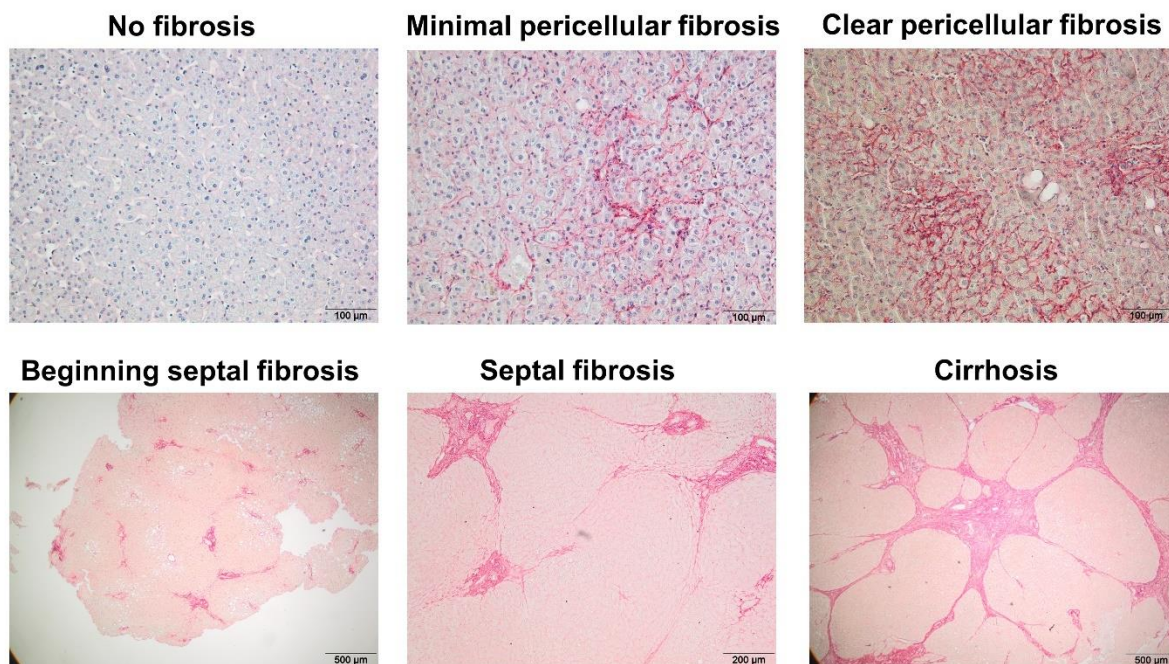 No fibrosis
Minimal pericellular fibrosis
Clear pericellular fibrosis
100 µm
100 µm
100 µm
Beginning septal fibrosis
Septal fibrosis
Cirrhosis
500 µm
200 µm
500 µm